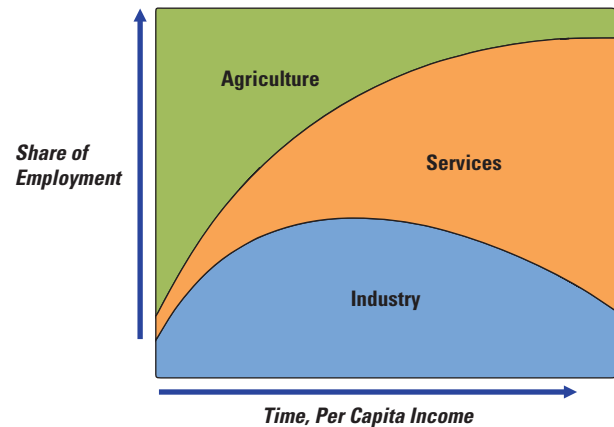 Agriculture
Share of
Employment
Services
Industry
Time, Per Capita Income